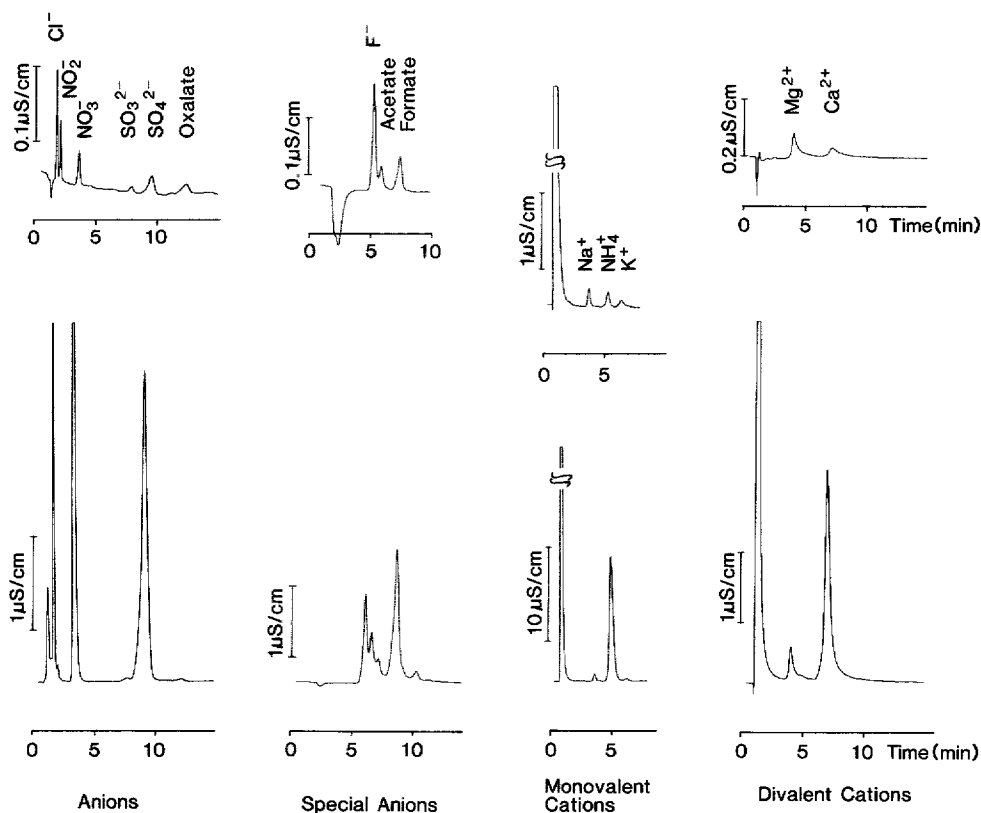 Cl⁻
NO₂⁻
NO₃⁻
SO₃²⁻
SO₄²⁻
Oxalate
0.1µS/cm
0 5 10
F⁻
Acetate
Formate
0.1µS/cm
0 5 10
1µS/cm
Na⁺
NH₄⁺
K⁺
0 5
0.2µS/cm
Mg²⁺
Ca²⁺
0 5 10 Time(min)
1µS/cm
0 5 10
Anions
1µS/cm
0 5 10
Special Anions
10µS/cm
0 5
Monovalent
Cations
1µS/cm
0 5 10 Time(min)
Divalent Cations